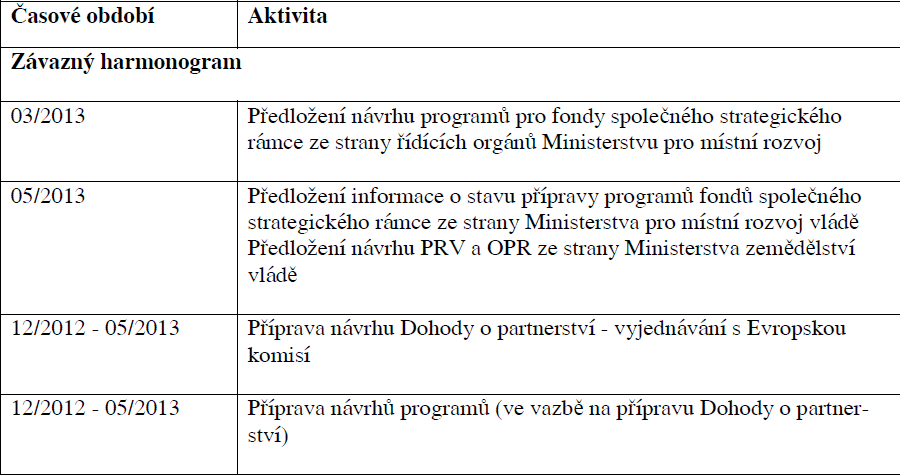 Časové období Aktivita
Závazný harmonogram
03/2013 Předložení návrhu programů pro fondy společného strategického
rámce ze strany řídících orgánů Ministerstvu pro místní rozvoj
05/2013 Předložení informace o stavu přípravy programů fondů společného
strategického rámce ze strany Ministerstva pro místní rozvoj vládě
Předložení návrhu PRV a OPR ze strany Ministerstva zemědělství
vládě
12/2012 - 05/2013 Příprava návrhu Dohody o partnerství - vyjednávání s Evropskou
komisí
12/2012 - 05/2013 Příprava návrhů programů (ve vazbě na přípravu Dohody o partner-
ství)